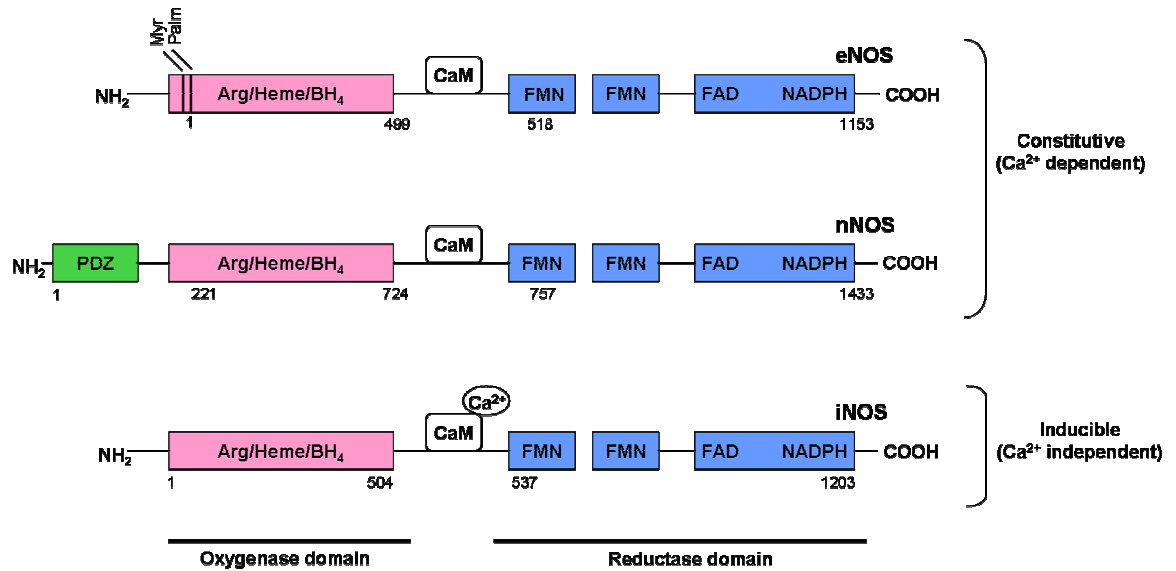 Myr
Palm
eNOS
NH₂
Arg/Heme/BH₄
CaM
FMN
FMN
FAD
NADPH
COOH
1
499
518
1153
Constitutive
(Ca²⁺ dependent)
nNOS
NH₂
PDZ
Arg/Heme/BH₄
CaM
FMN
FMN
FAD
NADPH
COOH
1
221
724
757
1433
Ca²⁺
iNOS
NH₂
Arg/Heme/BH₄
CaM
FMN
FMN
FAD
NADPH
COOH
1
504
537
1203
Inducible
(Ca²⁺ independent)
Oxygenase domain
Reductase domain